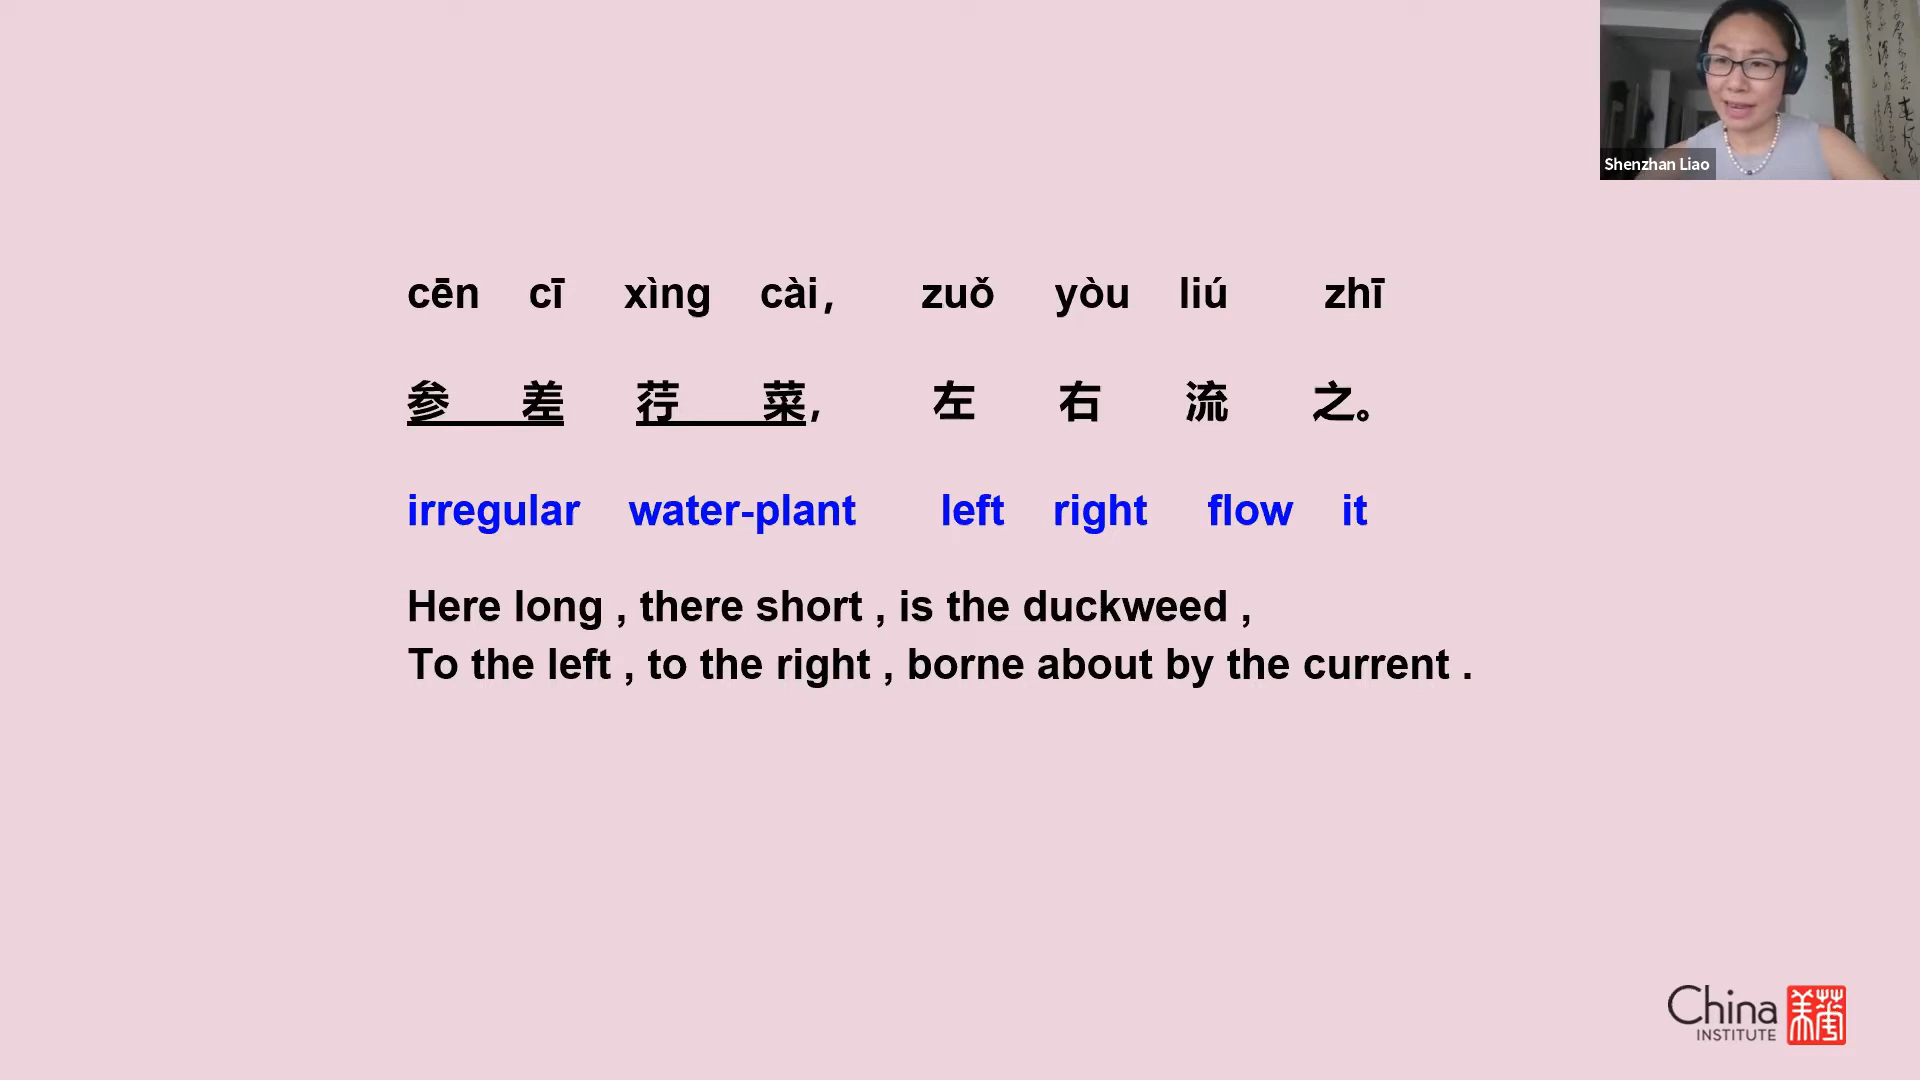 Shenzhan Liao
cēn cī xìng cài, zuǒ yòu liú zhī
参差荇菜, 左右流之。
irregular water-plant left right flow it
Here long , there short , is the duckweed ,
To the left , to the right , borne about by the current .
China
INSTITUTE